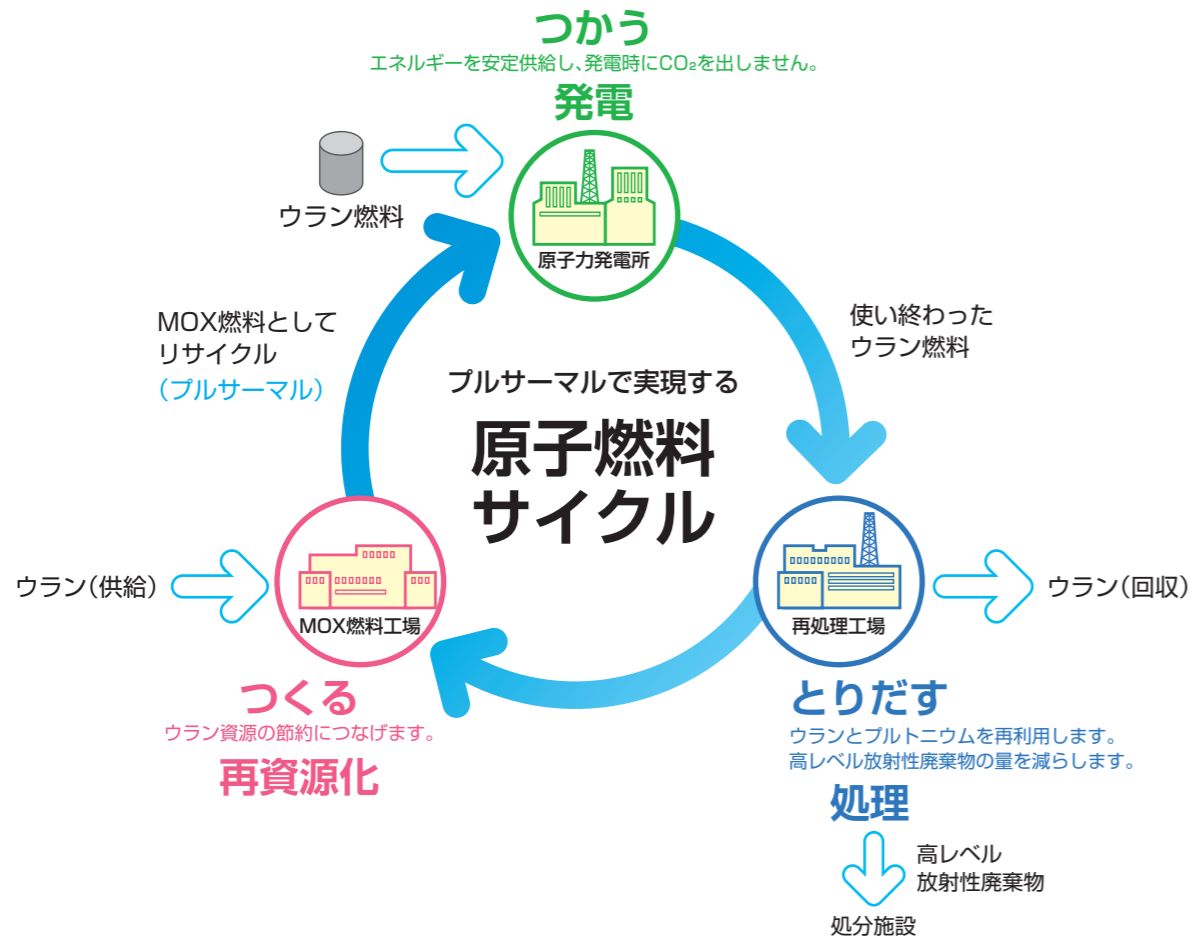 つかう
エネルギーを安定供給し、発電時にCO₂を出しません。
発電
ウラン燃料
原子力発電所
MOX燃料として
リサイクル
（プルサーマル）
使い終わった
ウラン燃料
プルサーマルで実現する
原子燃料
サイクル
ウラン（供給）
MOX燃料工場
再処理工場
ウラン（回収）
つくる
ウラン資源の節約につなげます。
再資源化
とりだす
ウランとプルトニウムを再利用します。
高レベル放射性廃棄物の量を減らします。
処理
高レベル
放射性廃棄物
処分施設